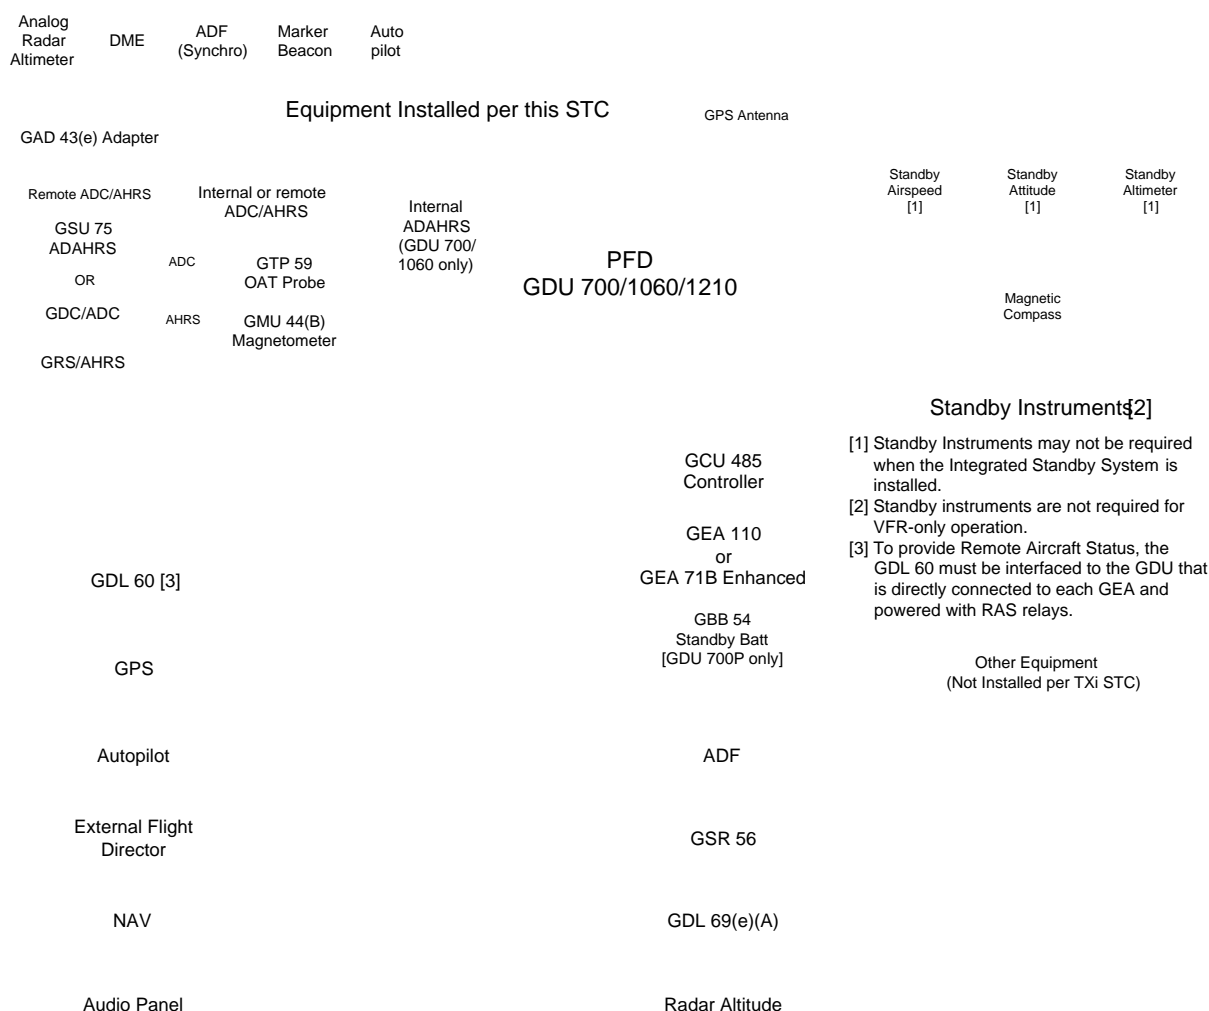 Analog
Radar
Altimeter
DME
ADF
(Synchro)
Marker
Beacon
Auto
pilot
Equipment Installed per this STC
GPS Antenna
GAD 43(e) Adapter
Remote ADC/AHRS
GSU 75
ADAHRS
OR
GDC/ADC
GRS/AHRS
Internal or remote
ADC/AHRS
ADC
GTP 59
OAT Probe
AHRS
GMU 44(B)
Magnetometer
Internal
ADAHRS
(GDU 700/
1060 only)
PFD
GDU 700/1060/1210
Standby
Airspeed
[1]
Standby
Attitude
[1]
Standby
Altimeter
[1]
Magnetic
Compass
Standby Instruments[2]
[1] Standby Instruments may not be required
when the Integrated Standby System is
installed.
[2] Standby instruments are not required for
VFR-only operation.
[3] To provide Remote Aircraft Status, the
GDL 60 must be interfaced to the GDU that
is directly connected to each GEA and
powered with RAS relays.
GCU 485
Controller
GEA 110
or
GEA 71B Enhanced
GDL 60 [3]
GBB 54
Standby Batt
[GDU 700P only]
Other Equipment
(Not Installed per TXi STC)
GPS
Autopilot
ADF
External Flight
Director
GSR 56
NAV
GDL 69(e)(A)
Audio Panel
Radar Altitude